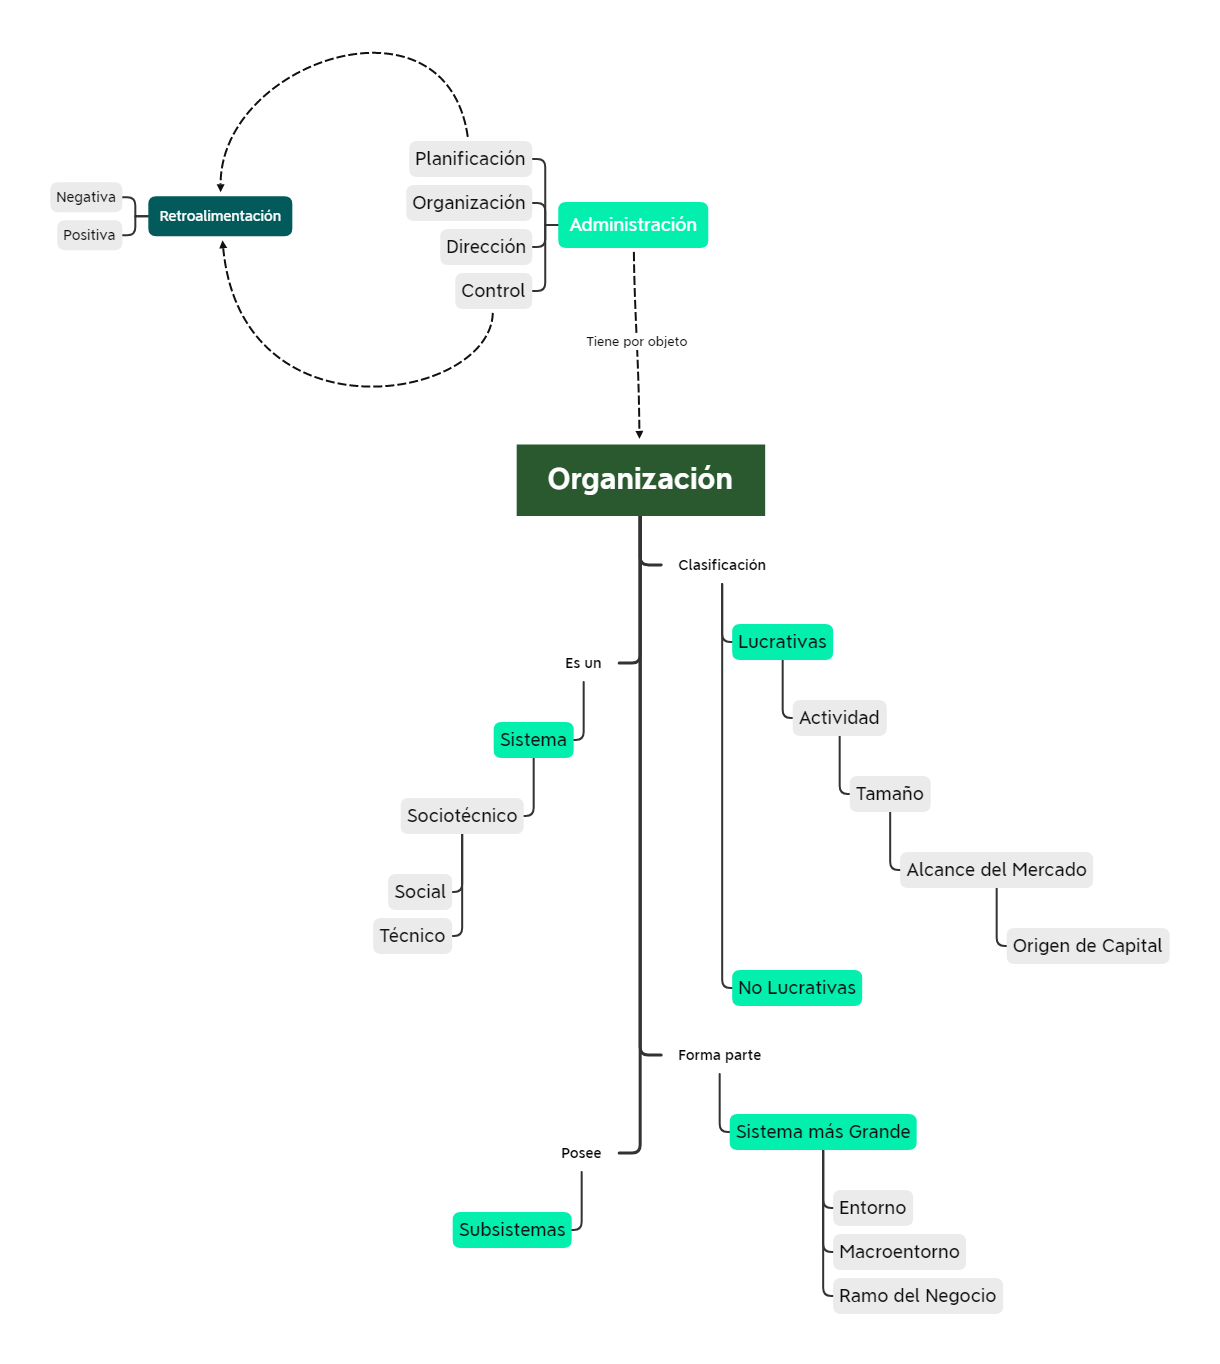 Planificación
Organización
Dirección
Control
Administración
Negativa
Positiva
Retroalimentación
Tiene por objeto
Organización
Clasificación
Lucrativas
Actividad
Tamaño
Alcance del Mercado
Origen de Capital
No Lucrativas
Es un
Sistema
Sociotécnico
Social
Técnico
Forma parte
Sistema más Grande
Entorno
Macroentorno
Ramo del Negocio
Posee
Subsistemas